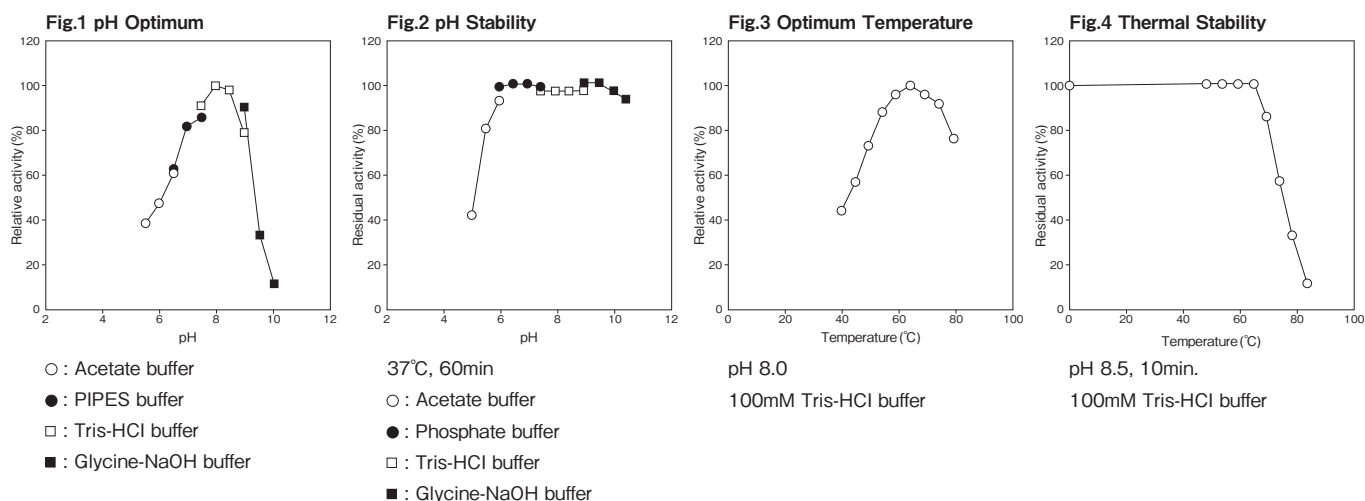 Fig.1 pH Optimum
120
100
80
60
40
20
0
Relative activity (%)
2 4 6 8 10 12
pH
○ : Acetate buffer
● : PIPES buffer
□ : Tris-HCl buffer
■ : Glycine-NaOH buffer
Fig.2 pH Stability
120
100
80
60
40
20
0
Residual activity (%)
2 4 6 8 10 12
pH
37℃, 60min
○ : Acetate buffer
● : Phosphate buffer
□ : Tris-HCl buffer
■ : Glycine-NaOH buffer
Fig.3 Optimum Temperature
120
100
80
60
40
20
0
Relative activity (%)
0 20 40 60 80 100
Temperature (℃)
pH 8.0
100mM Tris-HCl buffer
Fig.4 Thermal Stability
120
100
80
60
40
20
0
Residual activity (%)
0 20 40 60 80 100
Temperature (℃)
pH 8.5, 10min.
100mM Tris-HCl buffer